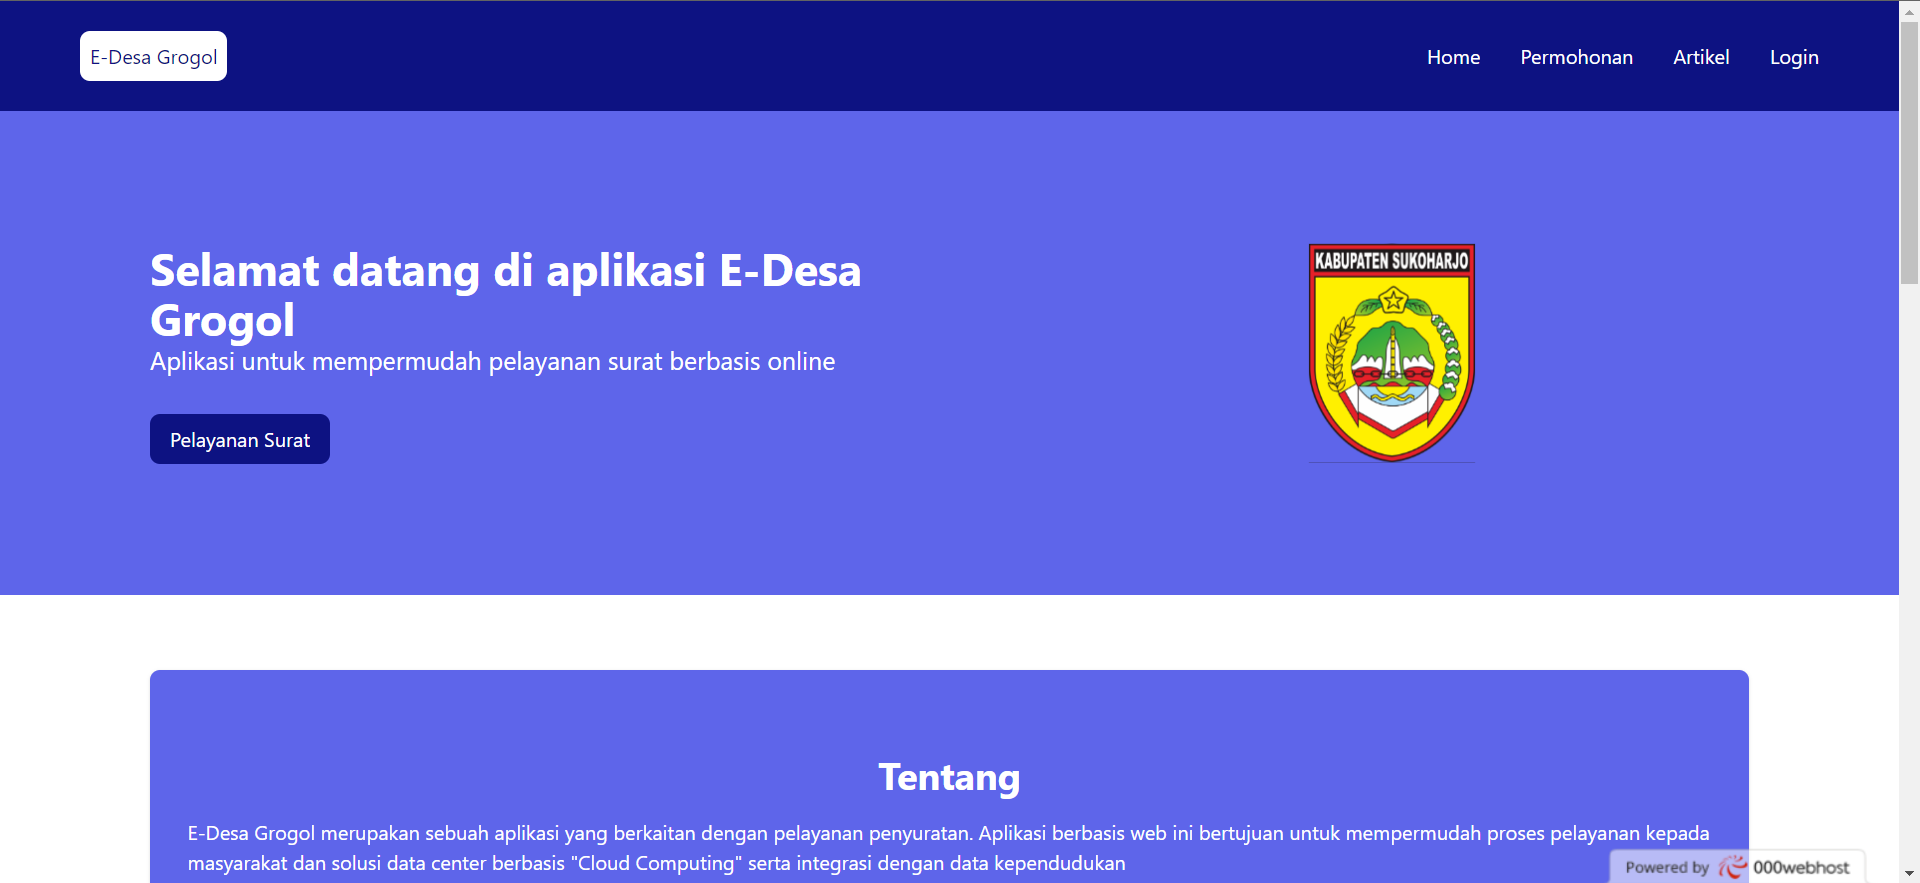 E-Desa Grogol
Home
Permohonan
Artikel
Login
Selamat datang di aplikasi E-Desa
Grogol
Aplikasi untuk mempermudah pelayanan surat berbasis online
Pelayanan Surat
KABUPATEN SUKOHARJO
Tentang
E-Desa Grogol merupakan sebuah aplikasi yang berkaitan dengan pelayanan penyuratan. Aplikasi berbasis web ini bertujuan untuk mempermudah proses pelayanan kepada
masyarakat dan solusi data center berbasis "Cloud Computing" serta integrasi dengan data kependudukan
Powered by 000webhost